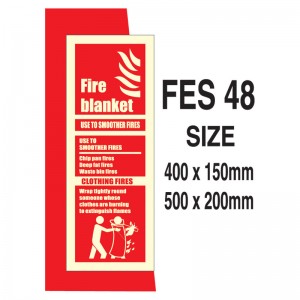 Fire
blanket
USE TO SMOOTHER FIRES
USE TO
SMOOTHER FIRES
Chip pan fires
Deep fat fires
Waste bin fires
CLOTHING FIRES
Wrap tightly round
someone whose
clothes are burning
to extinguish flames
FES 48
SIZE
400 x 150mm
500 x 200mm